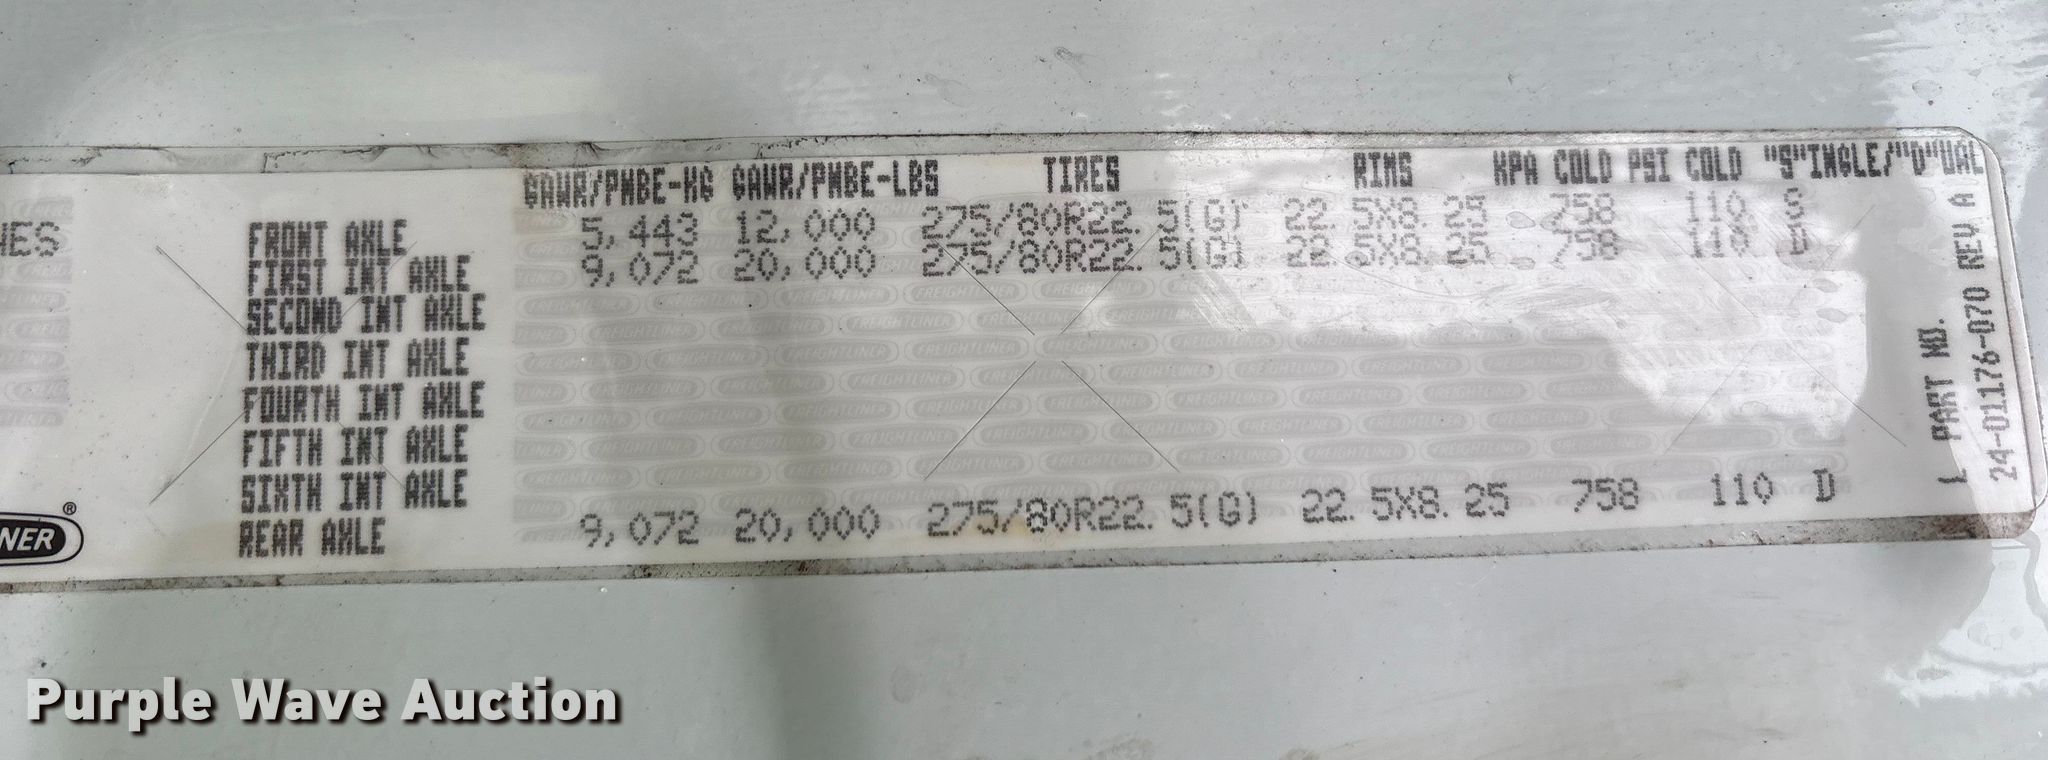 GAWR/PNBE-KG GAWR/PNBE-LBS TIRES RIMS KPA COLD PSI COLD "S"INGLE/"D"UAL
FRONT AXLE 5,443 12,000 275/80R22.5(G) 22.5X8.25 758 110 S
FIRST INT AXLE 9,072 20,000 275/80R22.5(G) 22.5X8.25 758 110 D
SECOND INT AXLE
THIRD INT AXLE
FOURTH INT AXLE
FIFTH INT AXLE
SIXTH INT AXLE
REAR AXLE 9,072 20,000 275/80R22.5(G) 22.5X8.25 758 110 D
PART NO.
24-01176-070 REV A
FREIGHTLINER
NER®
Purple Wave Auction